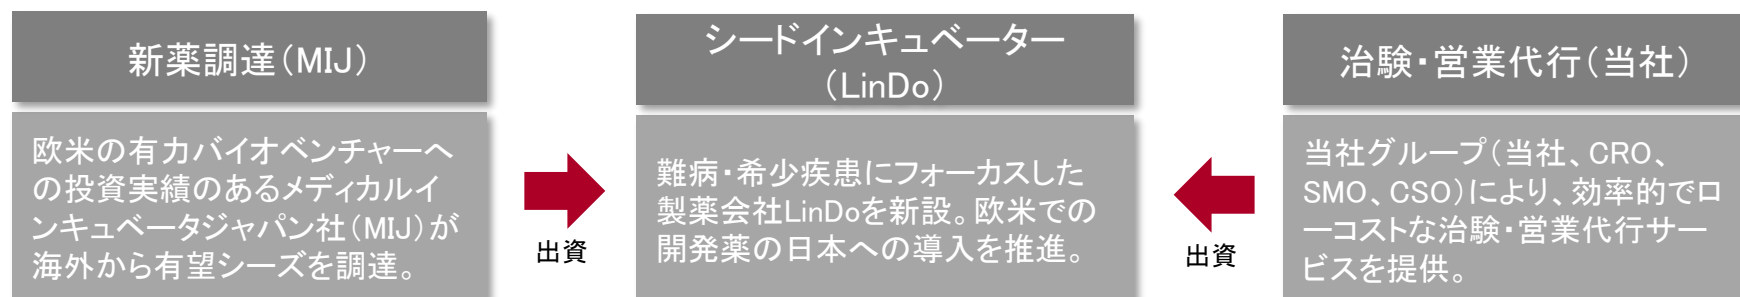 新薬調達(MIJ)
欧米の有力バイオベンチャーへ
の投資実績のあるメディカルイ
ンキュベータジャパン社(MIJ)が
海外から有望シーズを調達。
出資
シードインキュベーター
(LinDo)
難病・希少疾患にフォーカスした
製薬会社LinDoを新設。欧米での
開発薬の日本への導入を推進。
出資
治験・営業代行(当社)
当社グループ(当社、CRO、
SMO、CSO)により、効率的でロ
ーコストな治験・営業代行サー
ビスを提供。